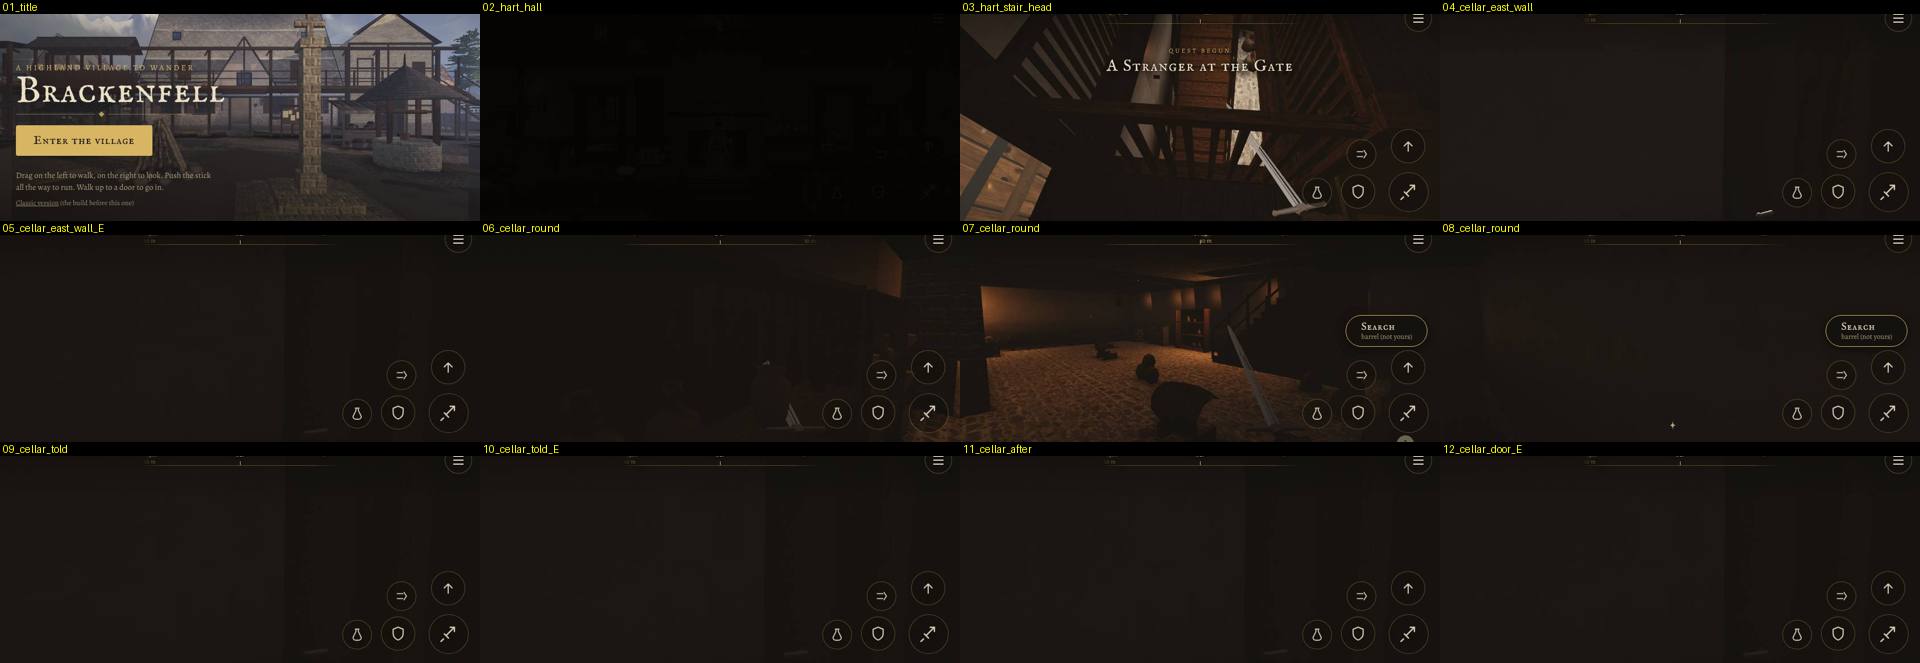 01_title
A HIGHLAND VILLAGE TO WANDER
BRACKENFELL
ENTER THE VILLAGE
Drag on the left to walk, on the right to look. Push the stick
all the way to run. Walk up to a door to go in.
Classic version (the build before this one)
02_hart_hall
03_hart_stair_head
QUEST BEGUN
A STRANGER AT THE GATE
04_cellar_east_wall
05_cellar_east_wall_E
06_cellar_round
07_cellar_round
SEARCH
barrel (not yours)
08_cellar_round
SEARCH
barrel (not yours)
09_cellar_told
10_cellar_told_E
11_cellar_after
12_cellar_door_E